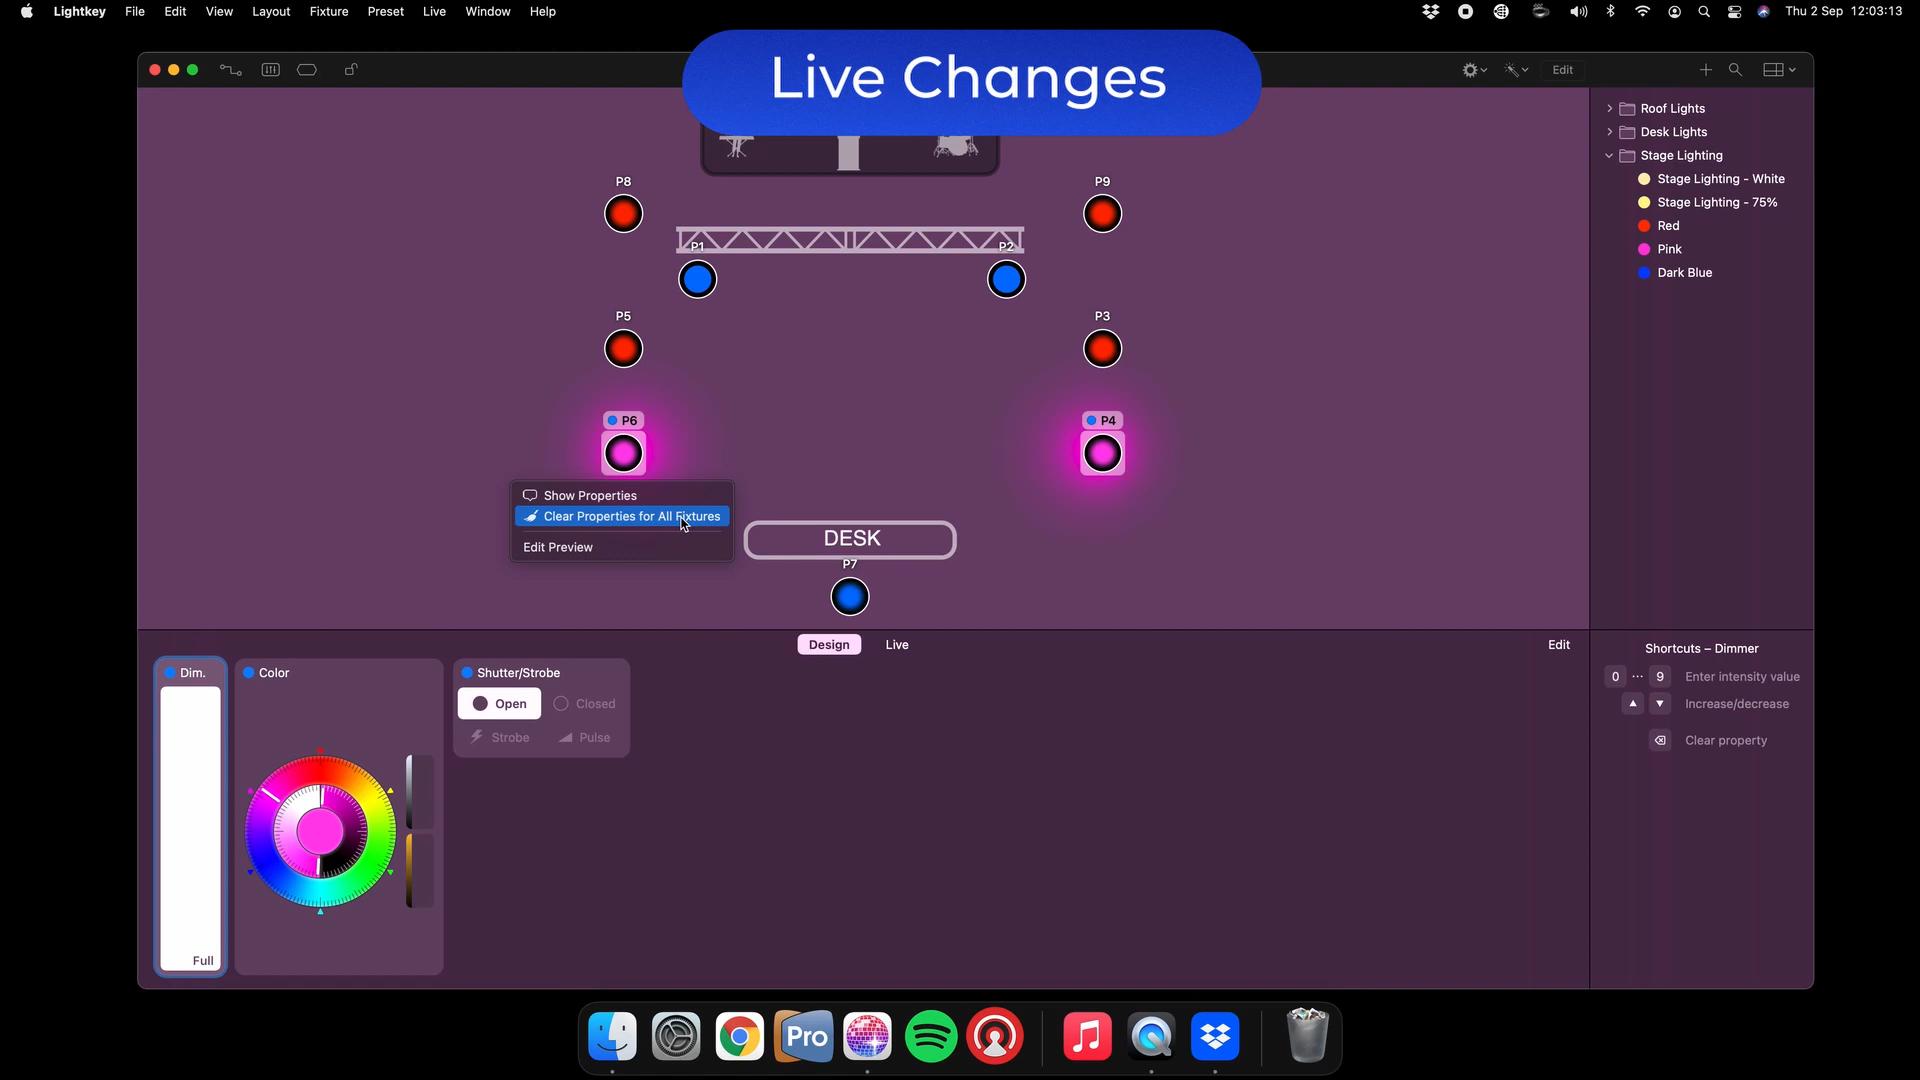 Lightkey File Edit View Layout Fixture Preset Live Window Help
Thu 2 Sep 12:03:13
Live Changes
Edit
Roof Lights
Desk Lights
Stage Lighting
Stage Lighting - White
Stage Lighting - 75%
Red
Pink
Dark Blue
P8
P9
P1
P2
P5
P3
P6
P4
Show Properties
Clear Properties for All Fixtures
Edit Preview
DESK
P7
Design
Live
Edit
Dim.
Full
Color
Shutter/Strobe
Open
Closed
Strobe
Pulse
Shortcuts – Dimmer
0 ... 9 Enter intensity value
Increase/decrease
Clear property
Pro